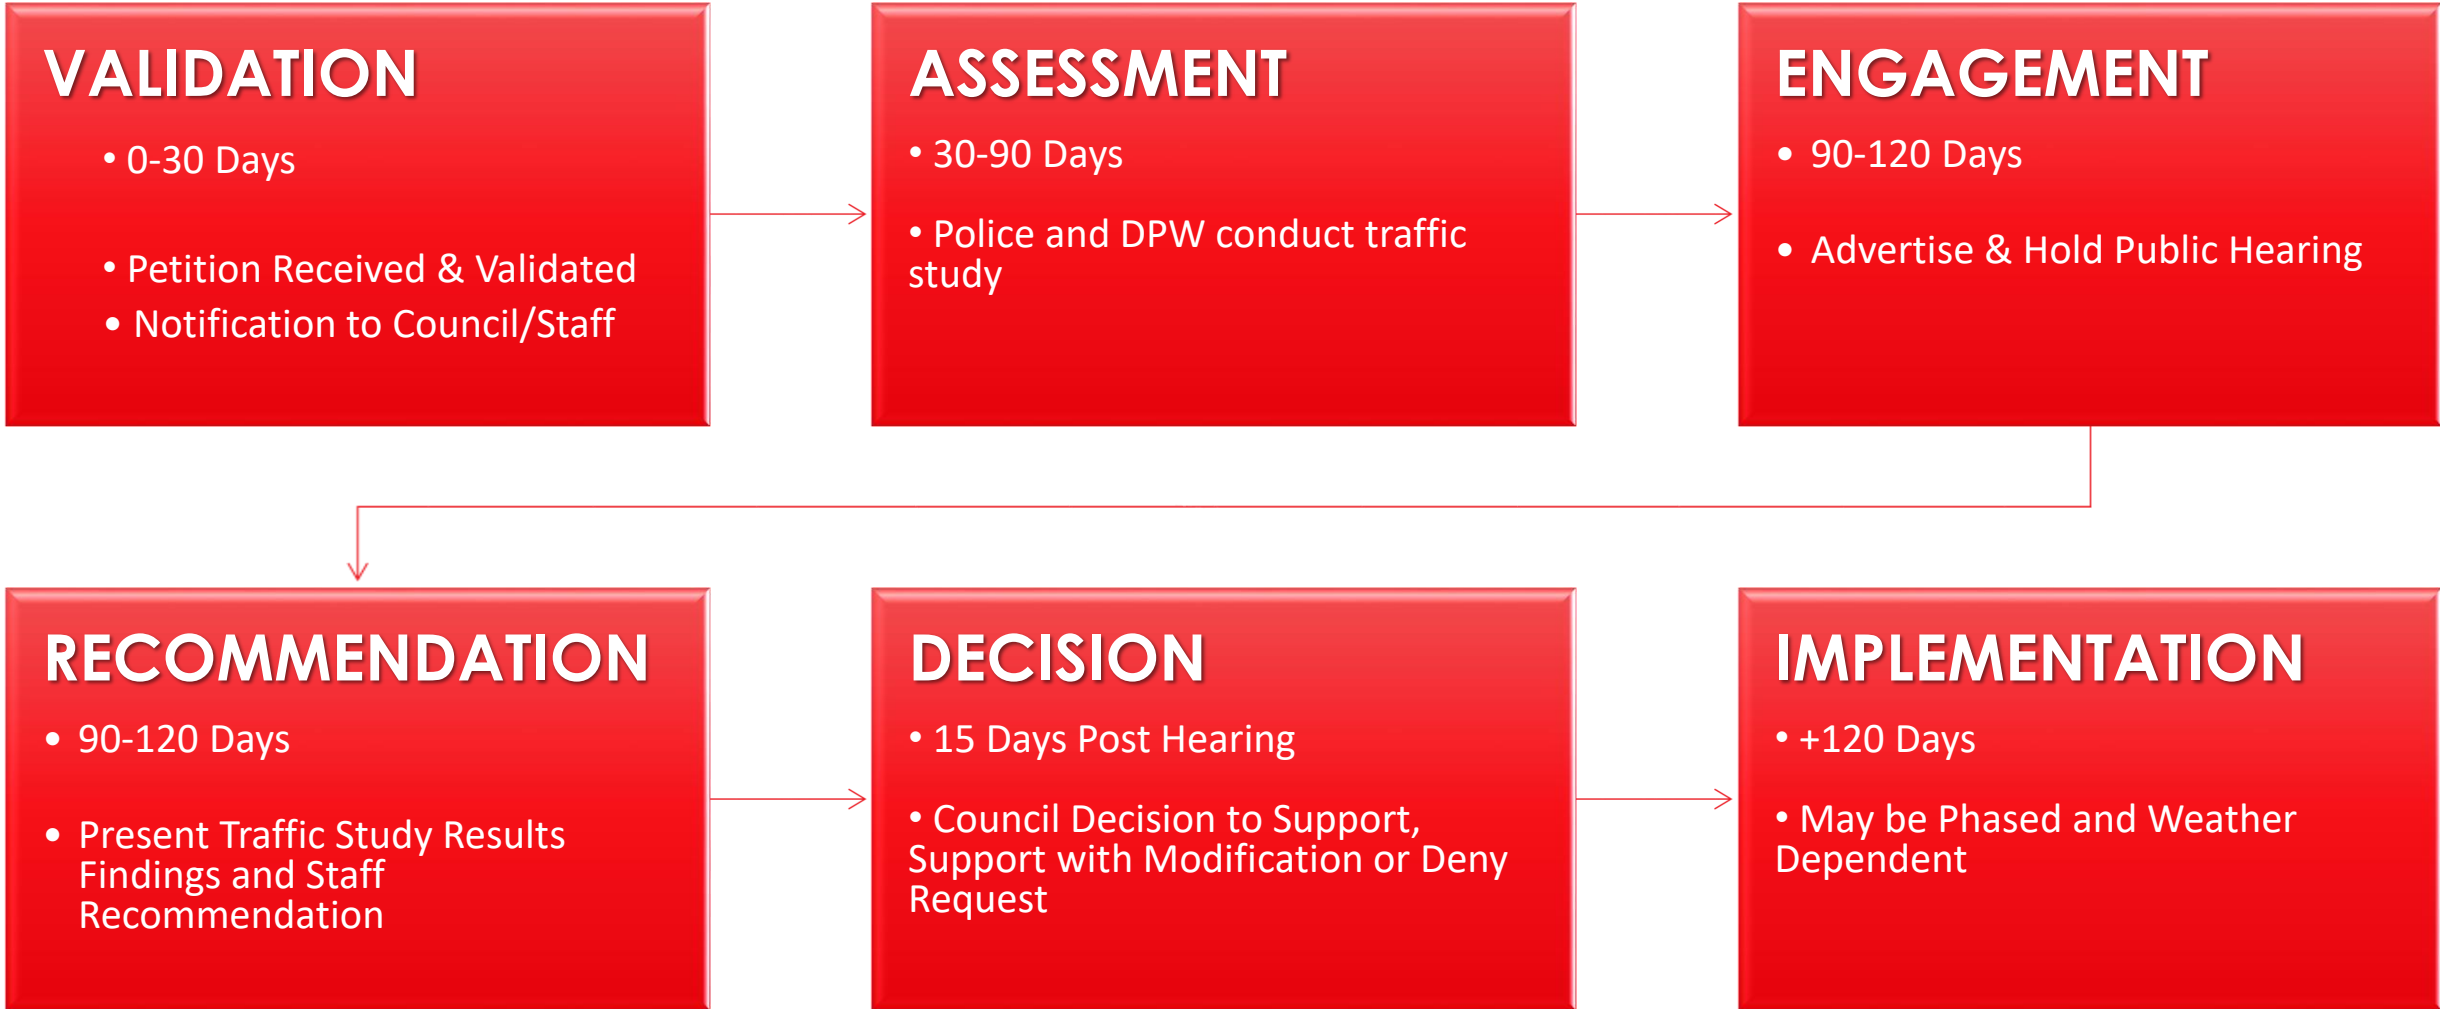 VALIDATION
• 0-30 Days
• Petition Received & Validated
• Notification to Council/Staff
ASSESSMENT
• 30-90 Days
• Police and DPW conduct traffic
study
ENGAGEMENT
• 90-120 Days
• Advertise & Hold Public Hearing
RECOMMENDATION
• 90-120 Days
• Present Traffic Study Results
Findings and Staff
Recommendation
DECISION
• 15 Days Post Hearing
• Council Decision to Support,
Support with Modification or Deny
Request
IMPLEMENTATION
• +120 Days
• May be Phased and Weather
Dependent